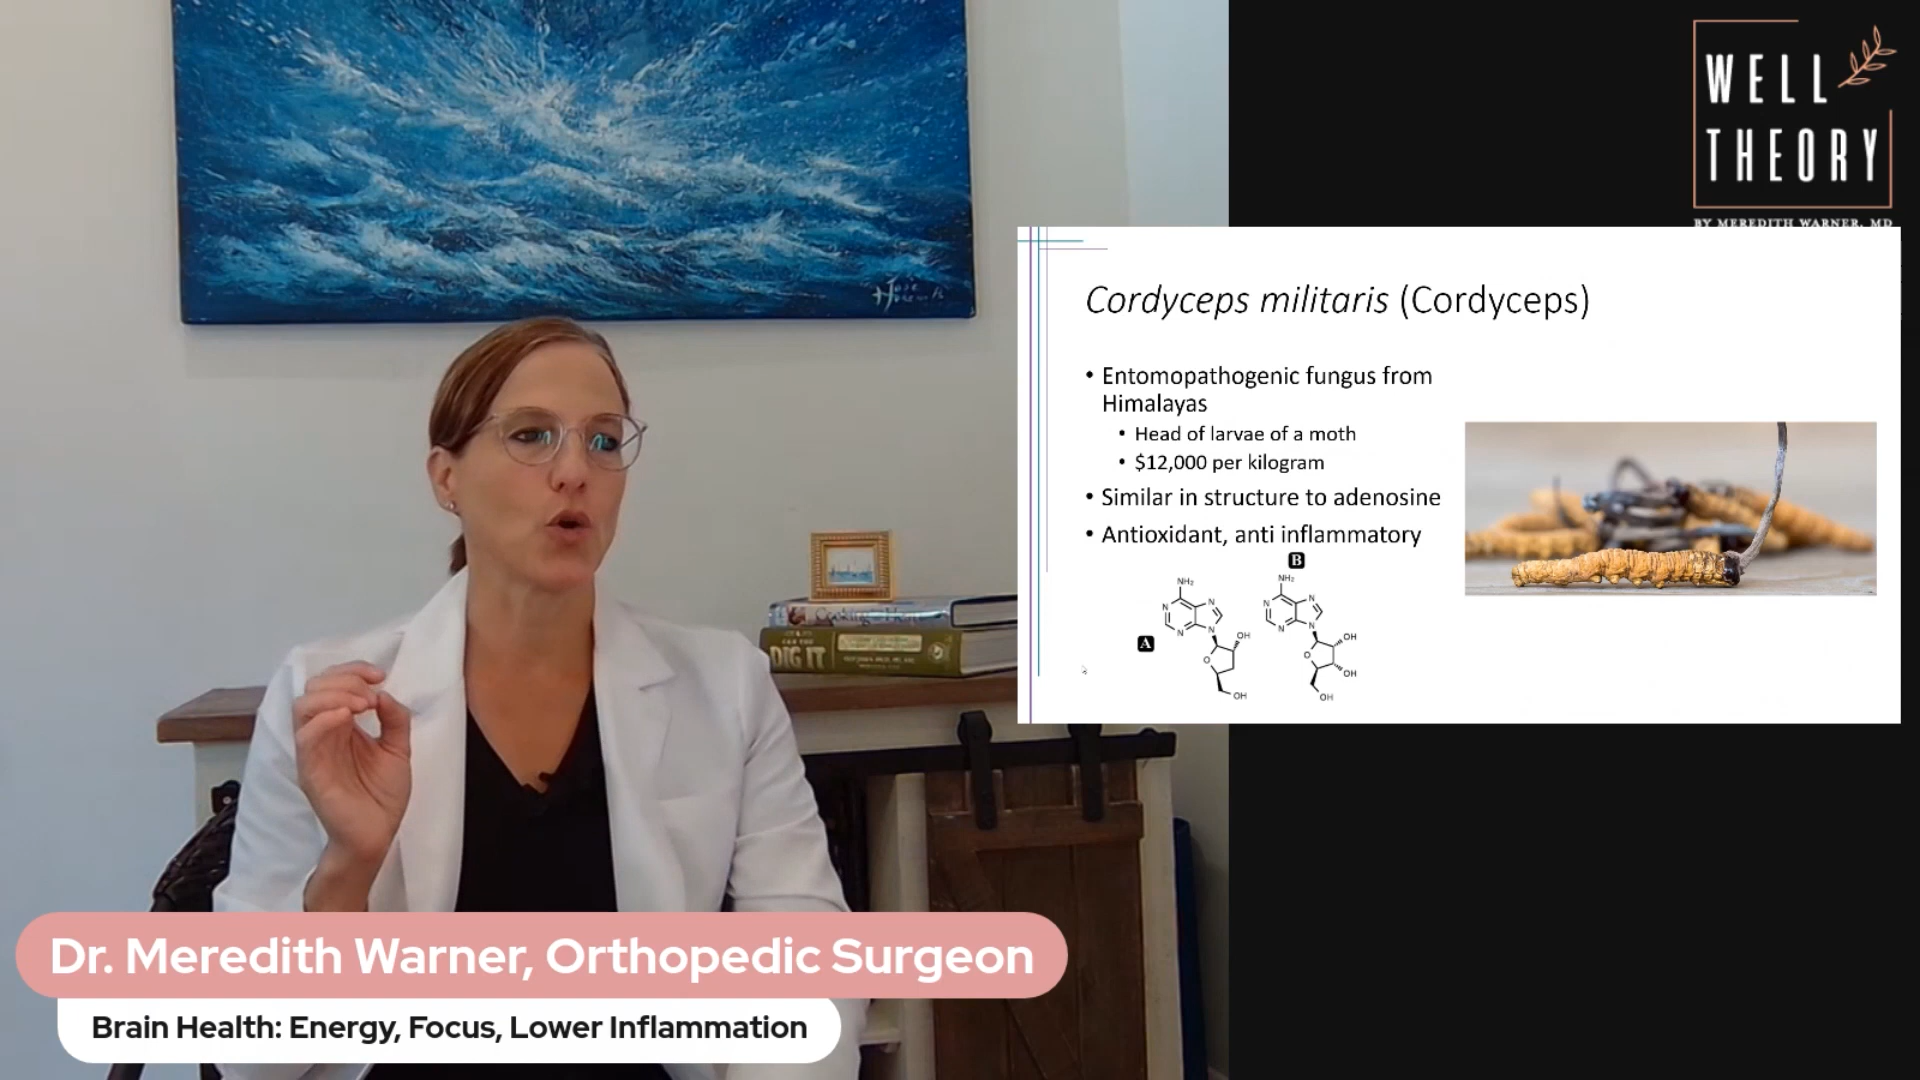 WELL
THEORY
BY MEREDITH WARNER, MD
Cordyceps militaris (Cordyceps)
• Entomopathogenic fungus from
Himalayas
• Head of larvae of a moth
• $12,000 per kilogram
• Similar in structure to adenosine
• Antioxidant, anti inflammatory
A
NH₂
N
N
N
N
O
OH
OH
B
NH₂
N
N
N
N
O
OH
OH
OH
DIG IT
Dr. Meredith Warner, Orthopedic Surgeon
Brain Health: Energy, Focus, Lower Inflammation